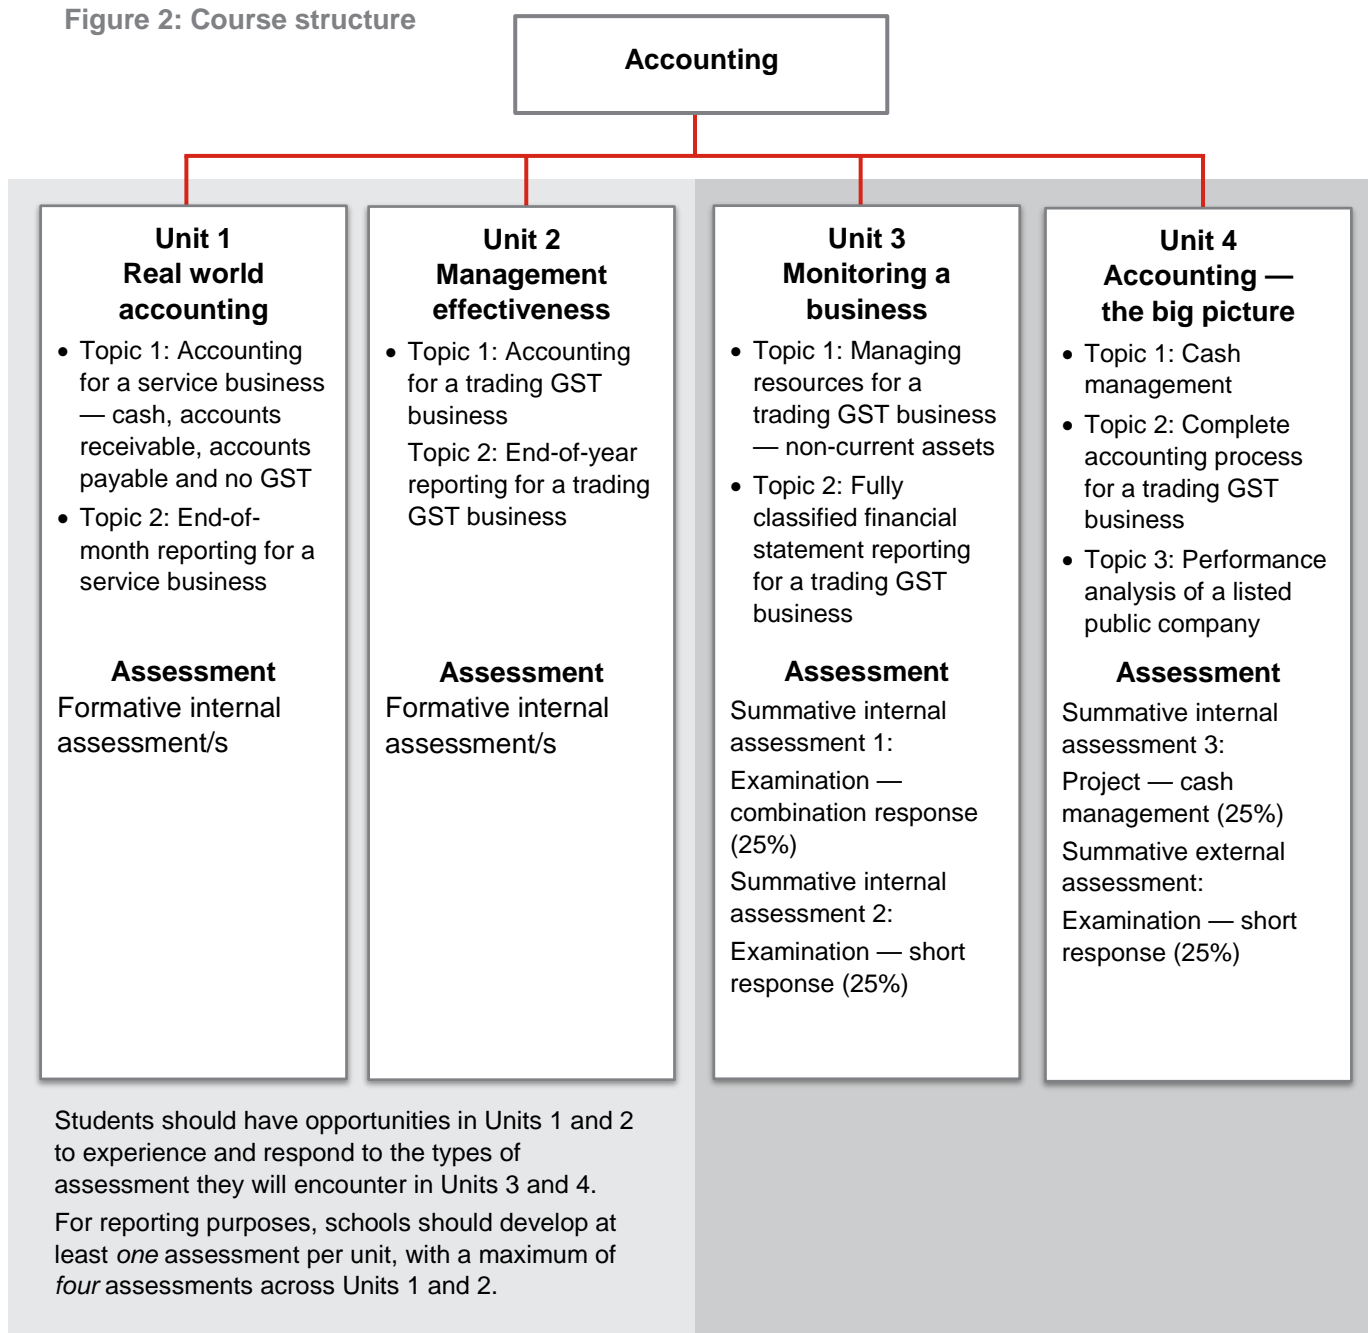 Figure 2: Course structure
Accounting
Unit 1
Real world
accounting
• Topic 1: Accounting
for a service business
— cash, accounts
receivable, accounts
payable and no GST
• Topic 2: End-of-
month reporting for a
service business
Assessment
Formative internal
assessment/s
Unit 2
Management
effectiveness
• Topic 1: Accounting
for a trading GST
business
Topic 2: End-of-year
reporting for a trading
GST business
Assessment
Formative internal
assessment/s
Unit 3
Monitoring a
business
• Topic 1: Managing
resources for a
trading GST business
— non-current assets
• Topic 2: Fully
classified financial
statement reporting
for a trading GST
business
Assessment
Summative internal
assessment 1:
Examination —
combination response
(25%)
Summative internal
assessment 2:
Examination — short
response (25%)
Unit 4
Accounting —
the big picture
• Topic 1: Cash
management
• Topic 2: Complete
accounting process
for a trading GST
business
• Topic 3: Performance
analysis of a listed
public company
Assessment
Summative internal
assessment 3:
Project — cash
management (25%)
Summative external
assessment:
Examination — short
response (25%)
Students should have opportunities in Units 1 and 2
to experience and respond to the types of
assessment they will encounter in Units 3 and 4.
For reporting purposes, schools should develop at
least one assessment per unit, with a maximum of
four assessments across Units 1 and 2.